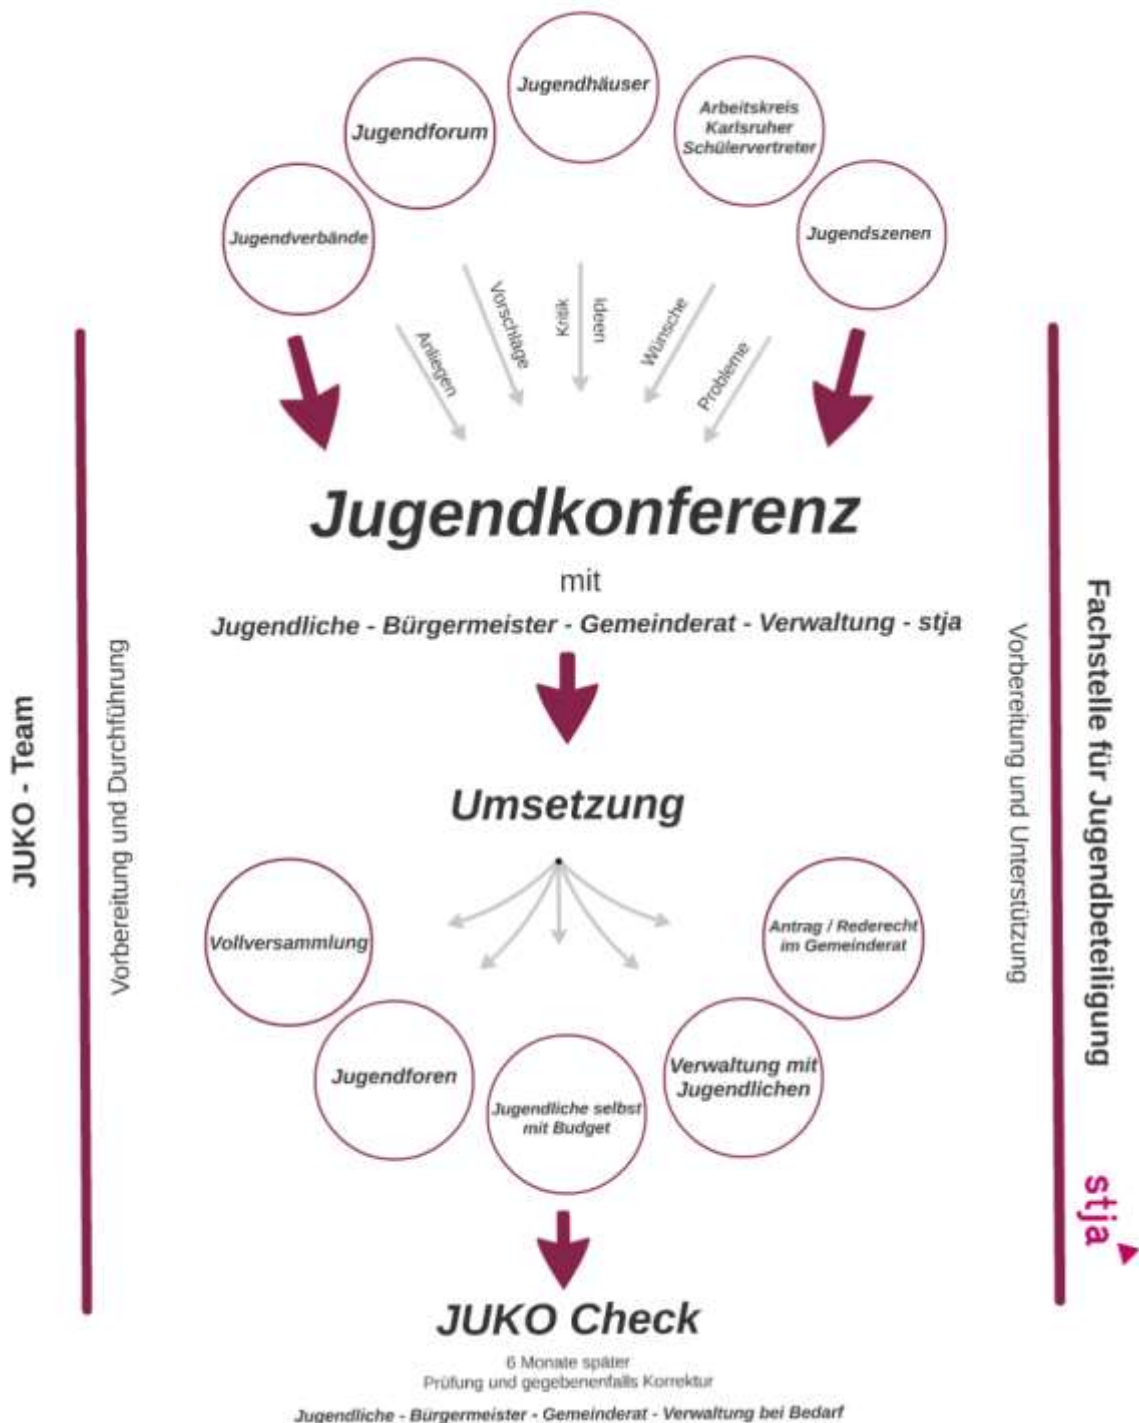 Jugendhäuser
Jugendforum
Arbeitskreis
Karlsruher
Schülervertreter
Jugendverbände
Jugendszenen
Anliegen
Vorschläge
Kritik
Ideen
Wünsche
Probleme
Jugendkonferenz
mit
Jugendliche - Bürgermeister - Gemeinderat - Verwaltung - stja
JUKO - Team
Vorbereitung und Durchführung
Vorbereitung und Unterstützung
Fachstelle für Jugendbeteiligung
Umsetzung
Vollversammlung
Jugendforen
Jugendliche selbst
mit Budget
Verwaltung mit
Jugendlichen
Antrag / Rederecht
im Gemeinderat
stja
JUKO Check
6 Monate später
Prüfung und gegebenenfalls Korrektur
Jugendliche - Bürgermeister - Gemeinderat - Verwaltung bei Bedarf